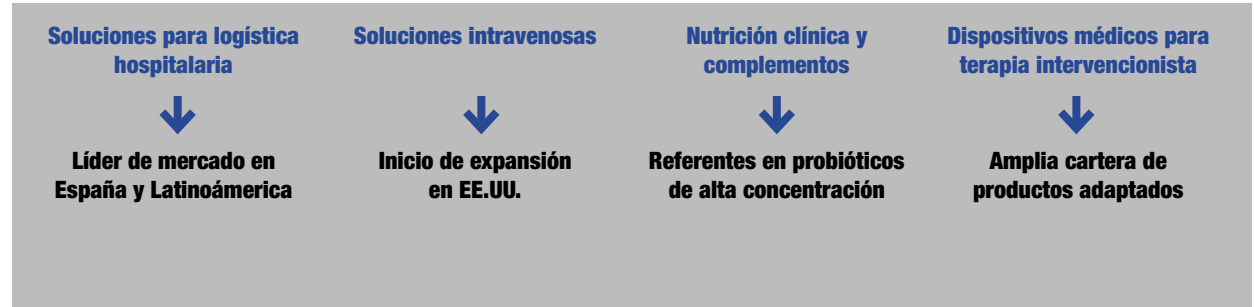 Soluciones para logística
hospitalaria
Líder de mercado en
España y Latinoámerica
Soluciones intravenosas
Inicio de expansión
en EE.UU.
Nutrición clínica y
complementos
Referentes en probióticos
de alta concentración
Dispositivos médicos para
terapia intervencionista
Amplia cartera de
productos adaptados